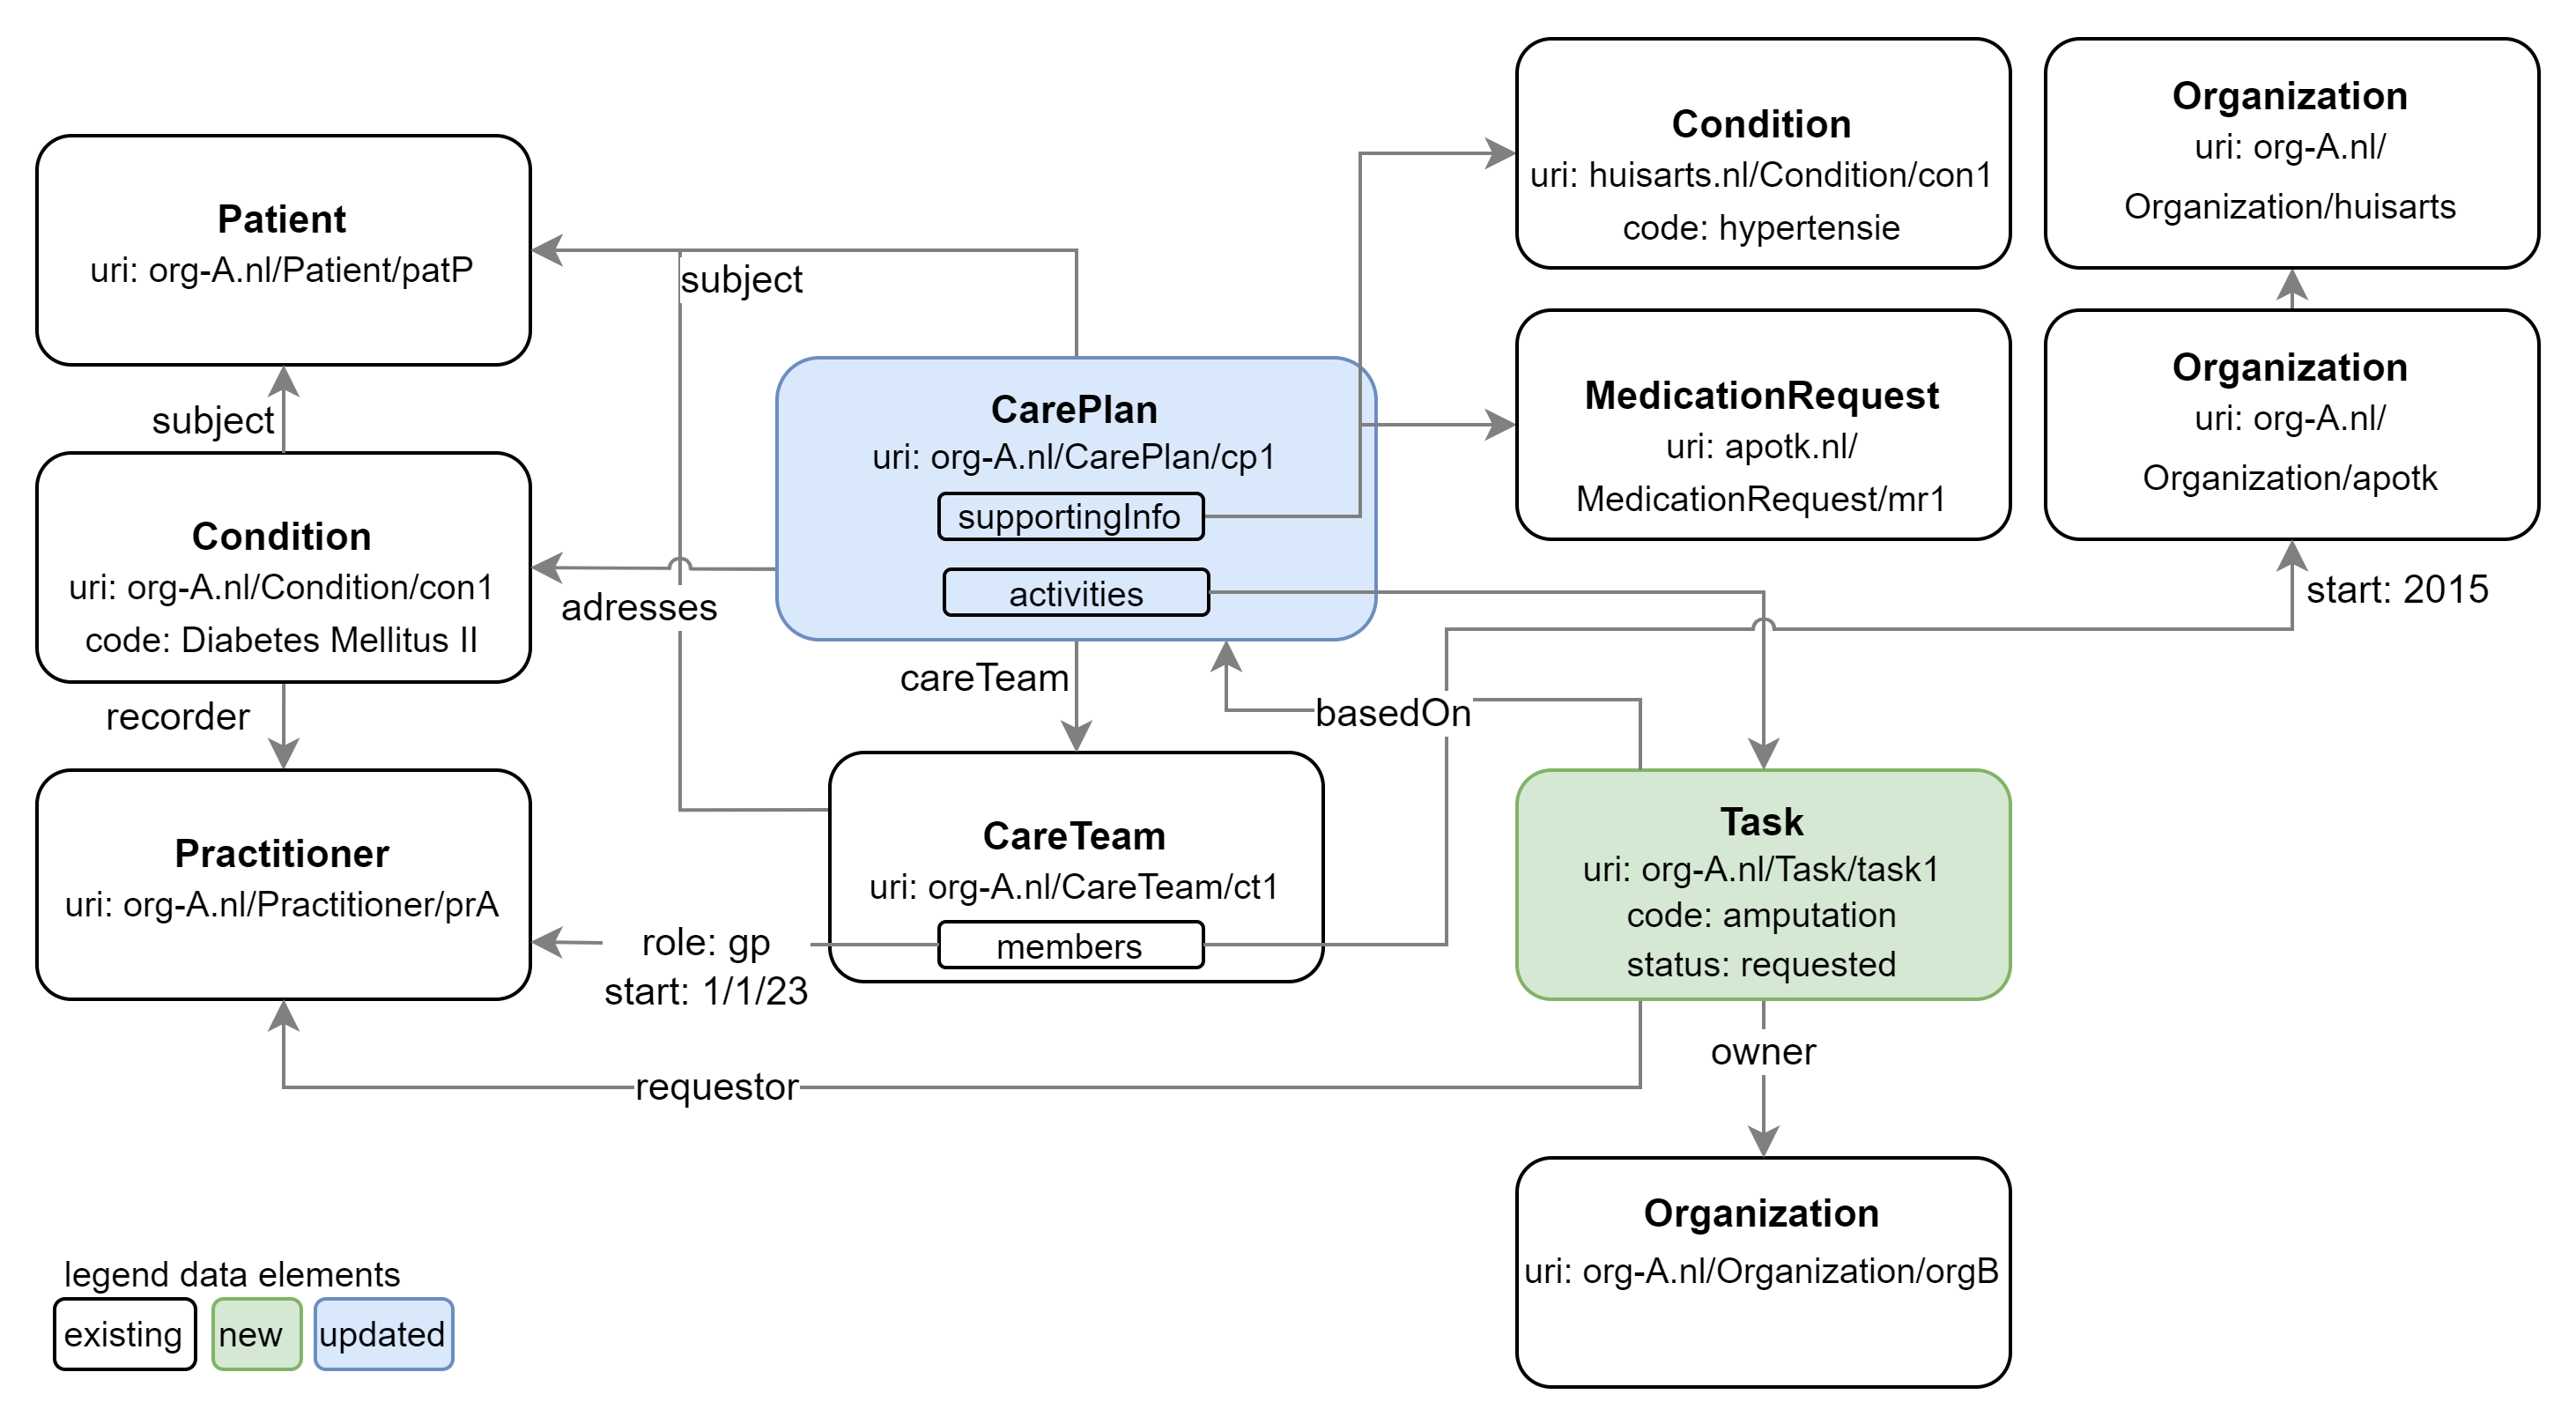 Patient
uri: org-A.nl/Patient/patP
subject
Condition
uri: org-A.nl/Condition/con1
code: Diabetes Mellitus II
recorder
Practitioner
uri: org-A.nl/Practitioner/prA
subject
adresses
CarePlan
uri: org-A.nl/CarePlan/cp1
supportingInfo
activities
careTeam
CareTeam
uri: org-A.nl/CareTeam/ct1
members
role: gp
start: 1/1/23
requestor
basedOn
Condition
uri: huisarts.nl/Condition/con1
code: hypertensie
MedicationRequest
uri: apotk.nl/
MedicationRequest/mr1
Organization
uri: org-A.nl/
Organization/huisarts
Organization
uri: org-A.nl/
Organization/apotk
start: 2015
Task
uri: org-A.nl/Task/task1
code: amputation
status: requested
owner
Organization
uri: org-A.nl/Organization/orgB
legend data elements
existing
new
updated